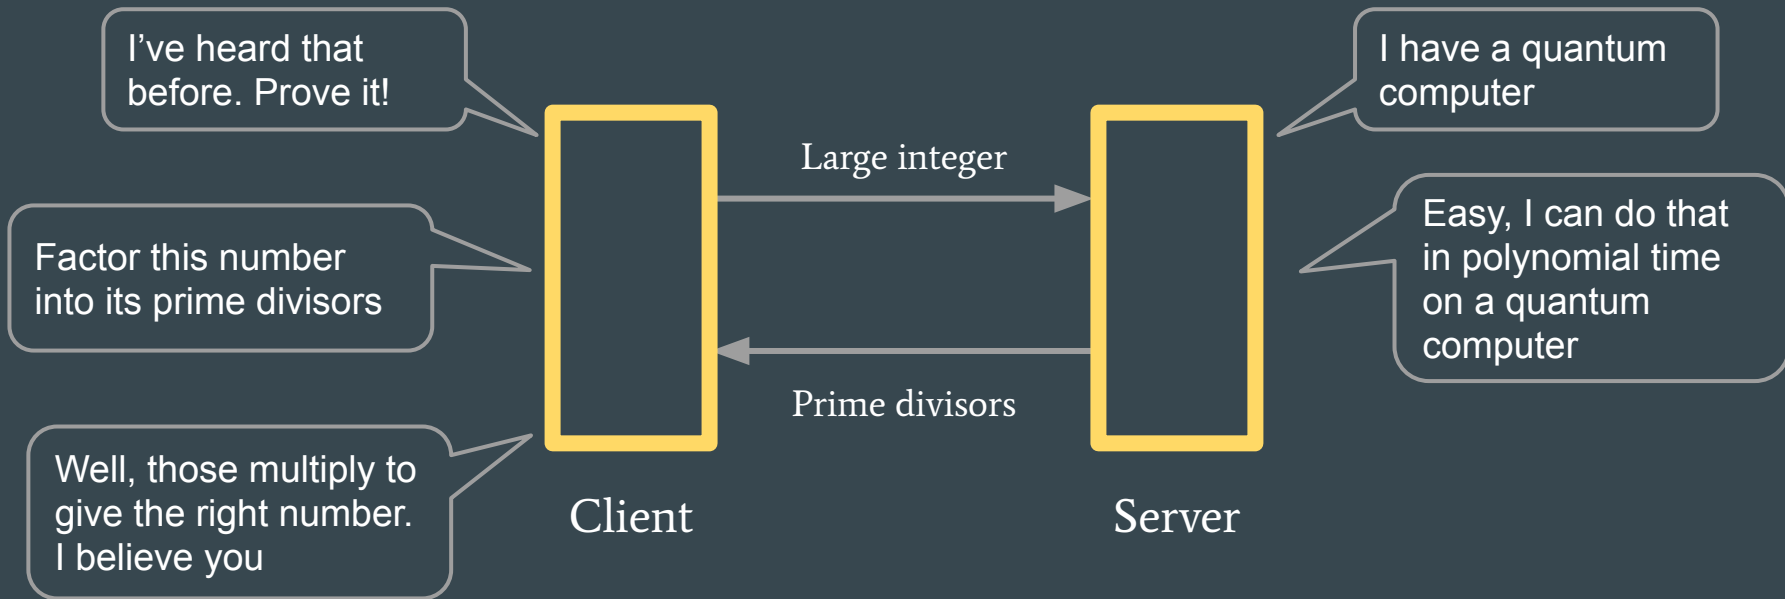 I’ve heard that
before. Prove it!
I have a quantum
computer
Large integer
Factor this number
into its prime divisors
Easy, I can do that
in polynomial time
on a quantum
computer
Prime divisors
Well, those multiply to
give the right number.
I believe you
Client
Server